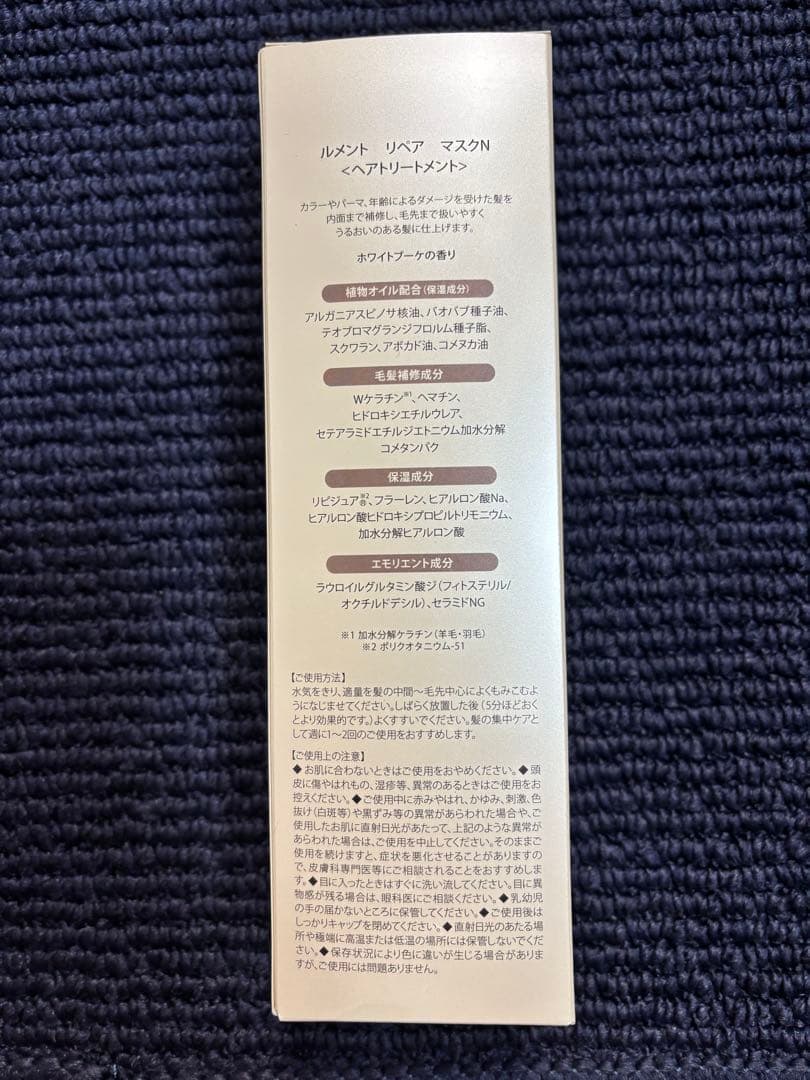 ルメント リペア マスクN
<ヘアトリートメント>
カラーやパーマ、年齢によるダメージを受けた髪を
内面まで補修し、毛先まで扱いやすく
うるおいのある髪に仕上げます。
ホワイトブーケの香り
植物オイル配合(保湿成分)
アルガニアスピノサ核油、バオバブ種子油、
テオブロマグランジフロルム種子脂、
スクワラン、アボカド油、コメヌカ油
毛髪補修成分
Wケラチン※1、ヘマチン、
ヒドロキシエチルウレア、
セテアラミドエチルジエトニウム加水分解
コメタンパク
保湿成分
リピジュア®※2、フラーレン、ヒアルロン酸Na、
ヒアルロン酸ヒドロキシプロピルトリモニウム、
加水分解ヒアルロン酸
エモリエント成分
ラウロイルグルタミン酸ジ(フィトステリル/
オクチルドデシル)、セラミドNG
※1 加水分解ケラチン(羊毛・羽毛)
※2 ポリクオタニウム-51
【ご使用方法】
水気をきり、適量を髪の中間〜毛先中心によくもみこむよ
うになじませてください。しばらく放置した後(5分ほどおく
とより効果的です。)よくすすいでください。髪の集中ケアと
して週に1〜2回のご使用をおすすめします。
【ご使用上の注意】
◆お肌に合わないときはご使用をおやめください。◆頭
皮に傷やはれもの、湿疹等、異常のあるときはご使用をお
控えください。◆ご使用中に赤みやはれ、かゆみ、刺激、色
抜け(白斑等)や黒ずみ等の異常があらわれた場合や、ご
使用したお肌に直射日光があたって、上記のような異常が
あらわれた場合は、ご使用を中止してください。そのままご
使用を続けますと、症状を悪化させることがありますの
で、皮膚科専門医等にご相談されることをおすすめしま
す。◆目に入ったときはすぐに洗い流してください。目に異
物感が残る場合は、眼科医にご相談ください。◆乳幼児
の手の届かないところに保管してください。◆ご使用後は
しっかりキャップを閉めてください。◆直射日光のあたる場
所や極端に高温または低温の場所には保管しないでくだ
さい。◆保存状況により色に違いが生じる場合がありま
すが、ご使用には問題ありません。